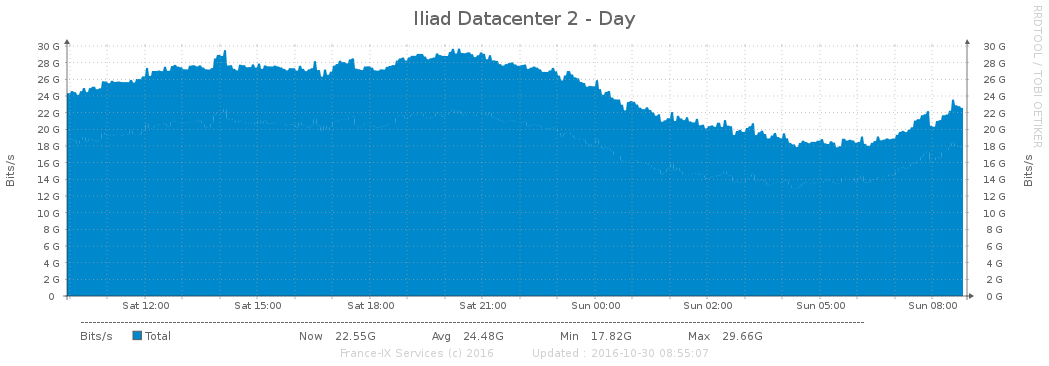 Iliad Datacenter 2 - Day
RRDTOOL / TOBI OETIKER
Bits/s
30 G 30 G
28 G 28 G
26 G 26 G
24 G 24 G
22 G 22 G
20 G 20 G
18 G 18 G
16 G 16 G
14 G 14 G
12 G 12 G
10 G 10 G
8 G 8 G
6 G 6 G
4 G 4 G
2 G 2 G
0 0 G
Bits/s
Sat 12:00 Sat 15:00 Sat 18:00 Sat 21:00 Sun 00:00 Sun 02:00 Sun 05:00 Sun 08:00
Bits/s Total Now 22.55G Avg 24.48G Min 17.82G Max 29.66G
France-IX Services (c) 2016 Updated : 2016-10-30 08:55:07